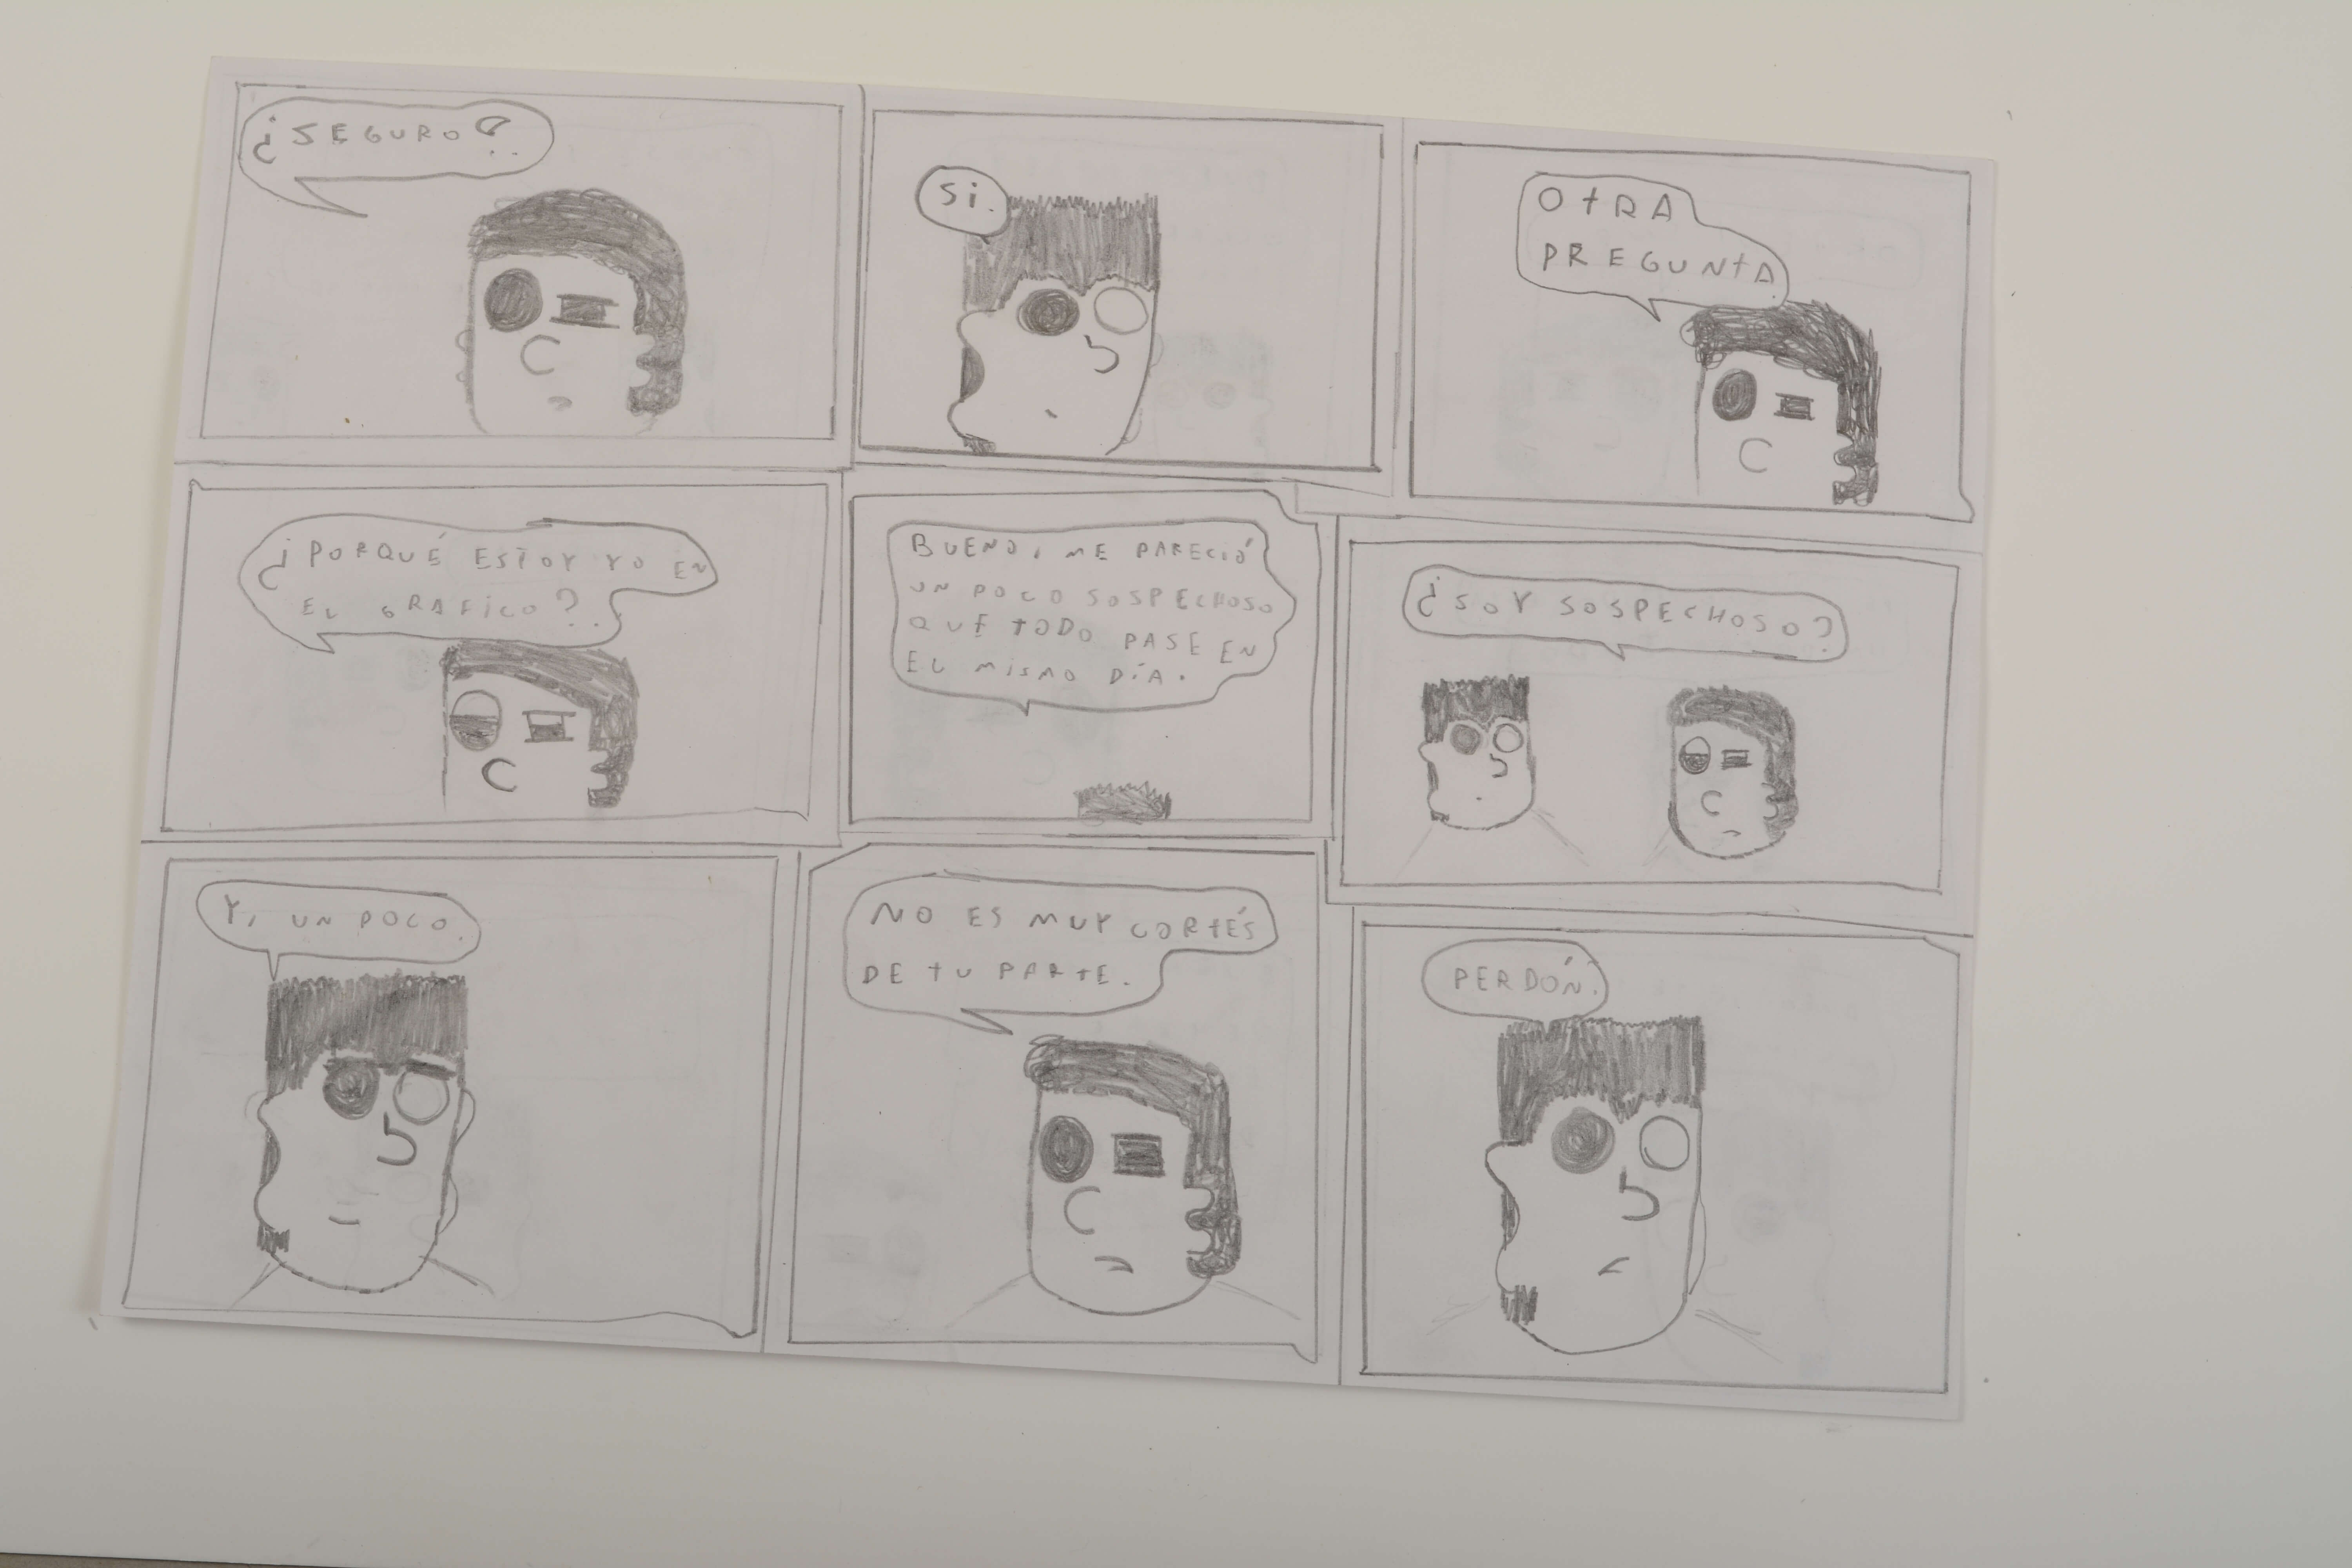 ¿SEGURO?
Si.
OtRA
PREGUNtA
¿PORQUÉ ESTOY YO EN
EL GRAFiCO?
BUENO, ME PARECIÓ
UN POCO SOSPECHOSO
QUE TODO PASE EN
EL MiSMO DÍA.
¿SOY SOSPECHOSO?
Y, UN POCO.
NO ES MUY CORtÉS
DE tU PARtE.
PERDÓN.